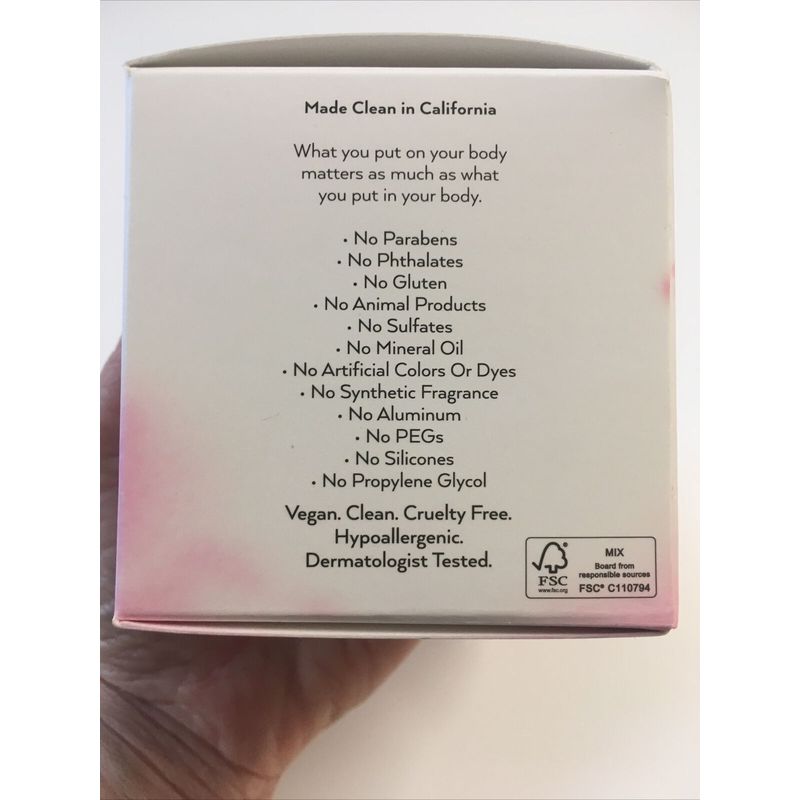 Made Clean in California
What you put on your body
matters as much as what
you put in your body.
• No Parabens
• No Phthalates
• No Gluten
• No Animal Products
• No Sulfates
• No Mineral Oil
• No Artificial Colors Or Dyes
• No Synthetic Fragrance
• No Aluminum
• No PEGs
• No Silicones
• No Propylene Glycol
Vegan. Clean. Cruelty Free.
Hypoallergenic.
Dermatologist Tested.
FSC
www.fsc.org
MIX
Board from
responsible sources
FSC® C110794